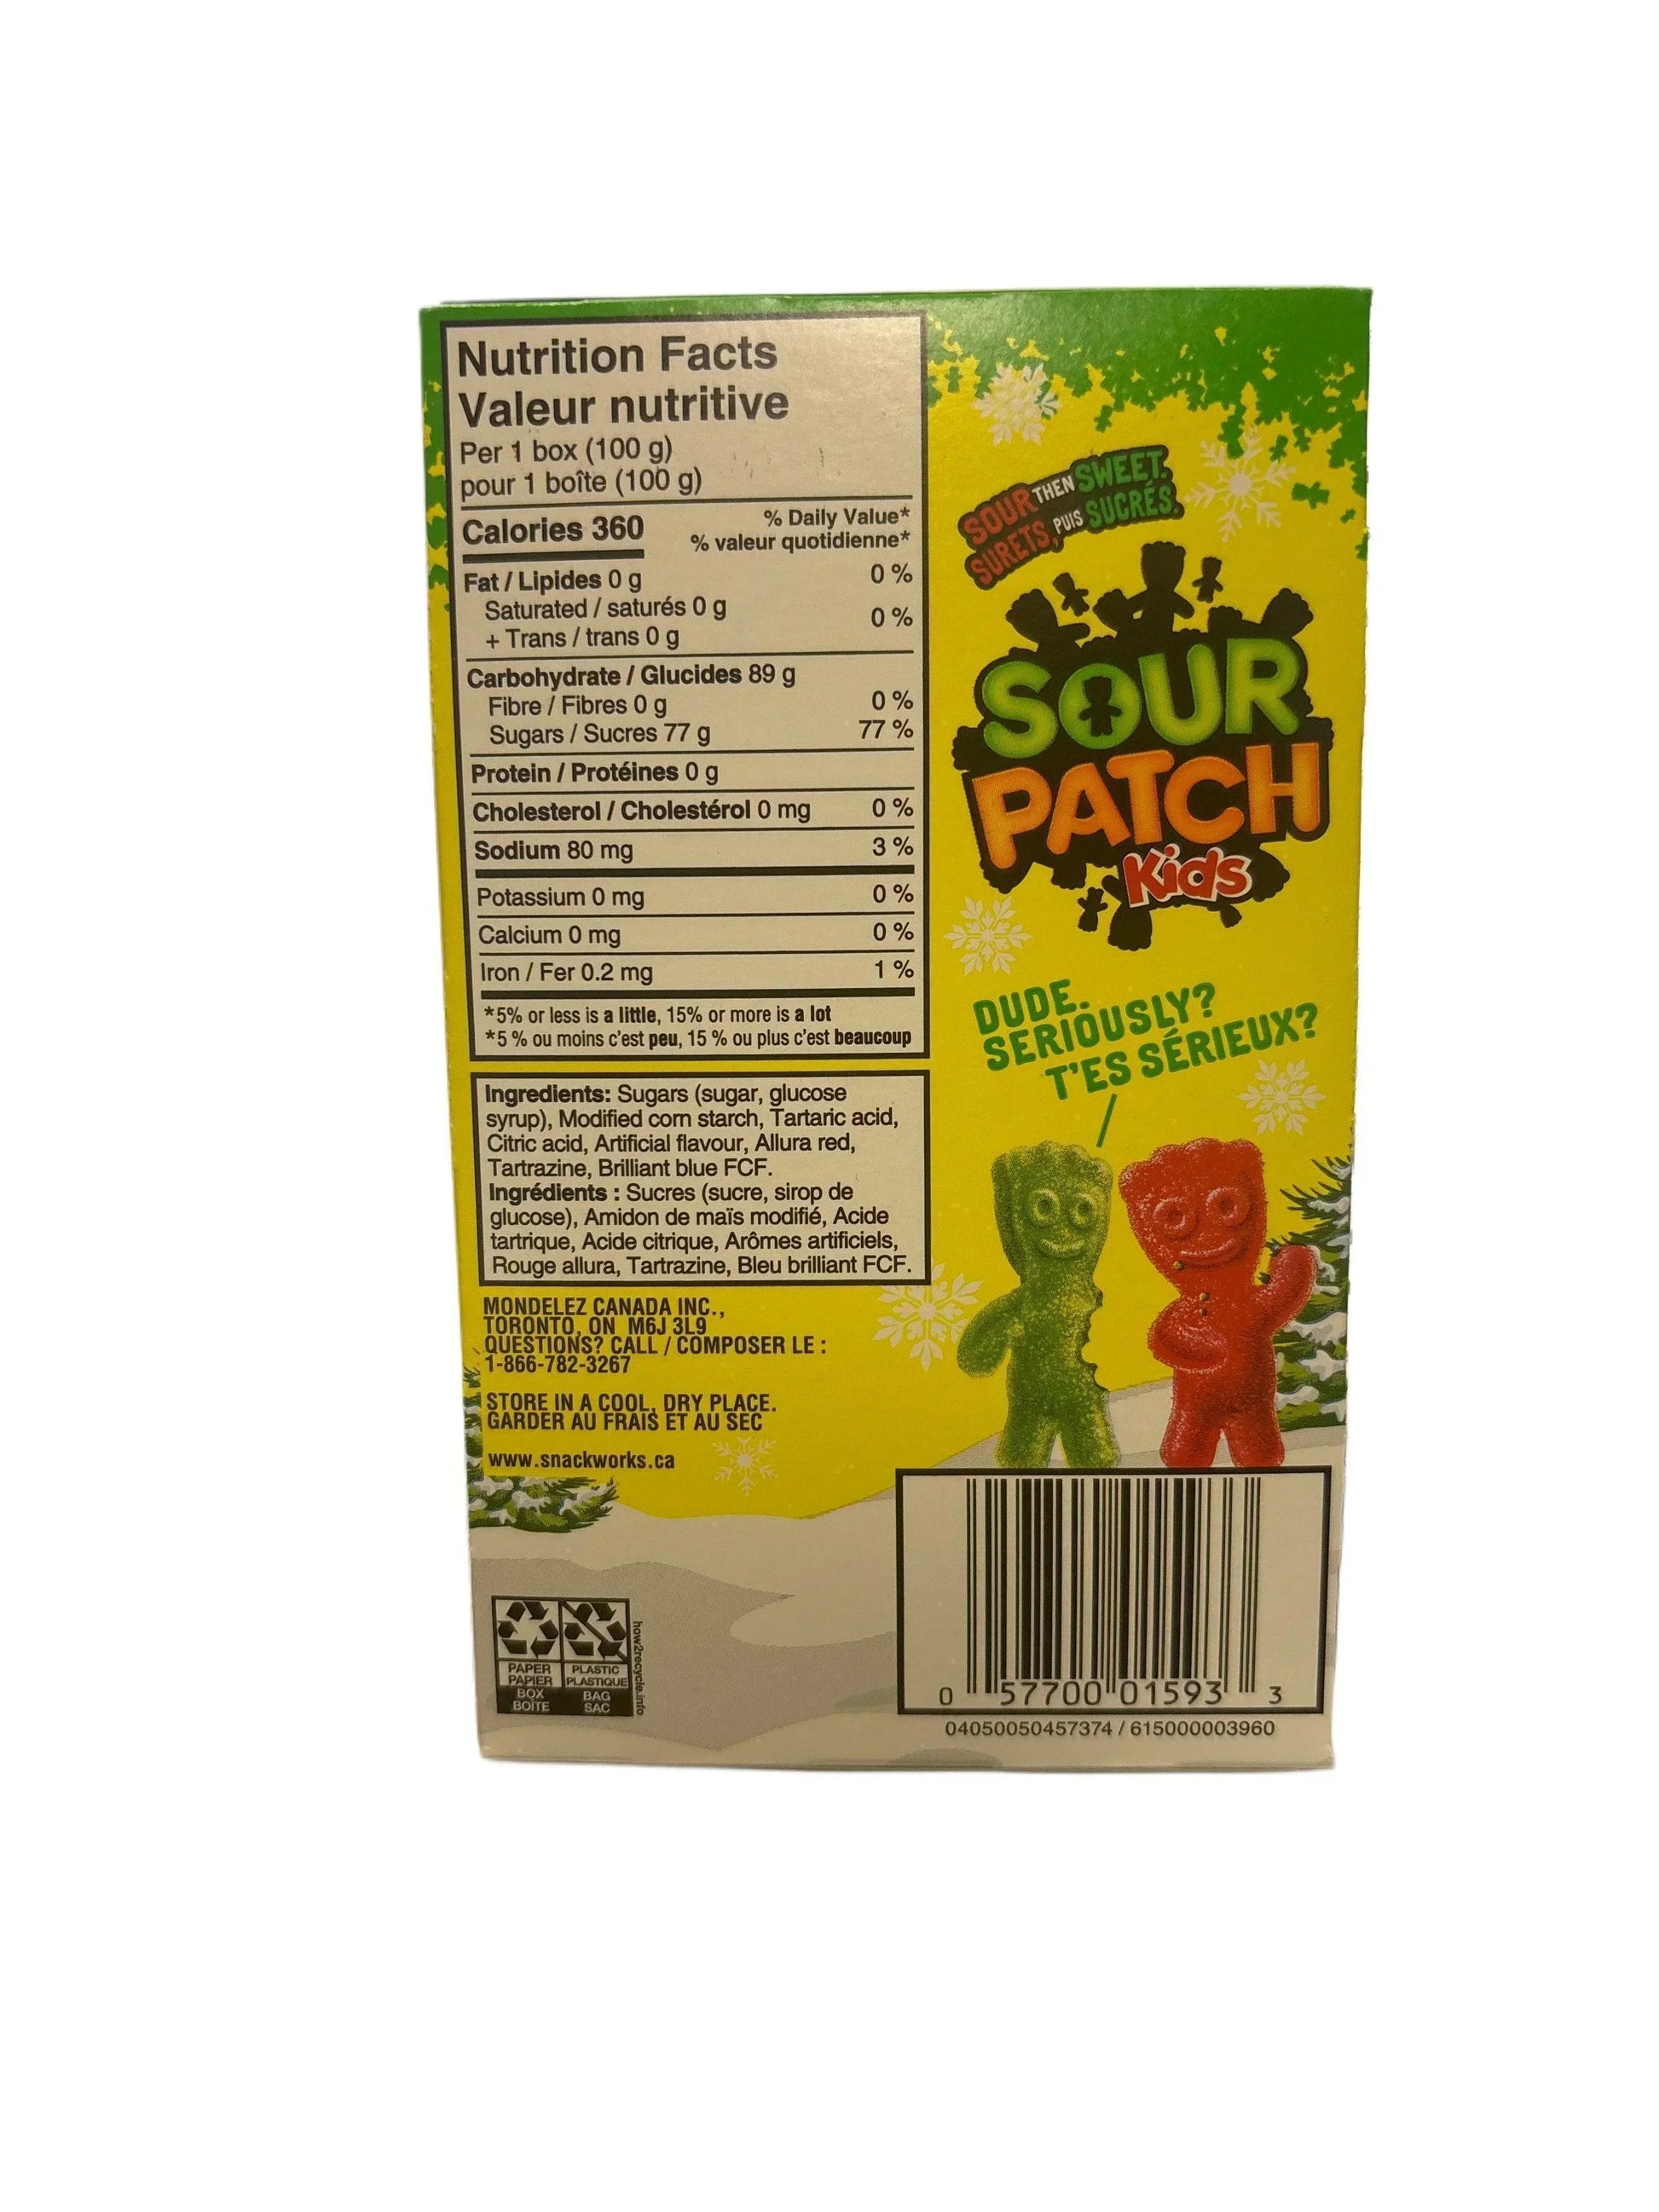 Nutrition Facts
Valeur nutritive
Per 1 box (100 g)
pour 1 boîte (100 g)
Calories 360
% Daily Value*
% valeur quotidienne*
Fat / Lipides 0 g 0 %
Saturated / saturés 0 g
+ Trans / trans 0 g 0 %
Carbohydrate / Glucides 89 g
Fibre / Fibres 0 g 0 %
Sugars / Sucres 77 g 77 %
Protein / Protéines 0 g
Cholesterol / Cholestérol 0 mg 0 %
Sodium 80 mg 3 %
Potassium 0 mg 0 %
Calcium 0 mg 0 %
Iron / Fer 0.2 mg 1 %
*5% or less is a little, 15% or more is a lot
*5 % ou moins c'est peu, 15 % ou plus c'est beaucoup
Ingredients: Sugars (sugar, glucose
syrup), Modified corn starch, Tartaric acid,
Citric acid, Artificial flavour, Allura red,
Tartrazine, Brilliant blue FCF.
Ingrédients : Sucres (sucre, sirop de
glucose), Amidon de maïs modifié, Acide
tartrique, Acide citrique, Arômes artificiels,
Rouge allura, Tartrazine, Bleu brilliant FCF.
MONDELEZ CANADA INC.,
TORONTO, ON M6J 3L9
QUESTIONS? CALL / COMPOSER LE :
1-866-782-3267
STORE IN A COOL, DRY PLACE.
GARDER AU FRAIS ET AU SEC
www.snackworks.ca
PAPER
PAPIER
BOX
BOÎTE
PLASTIC
PLASTIQUE
BAG
SAC
how2recycle.info
SOUR THEN SWEET.
SURETS, PUIS SUCRÉS.
SOUR
PATCH
Kids
DUDE.
SERIOUSLY?
T'ES SÉRIEUX?
0 57700 01593 3
04050050457374 / 615000003960